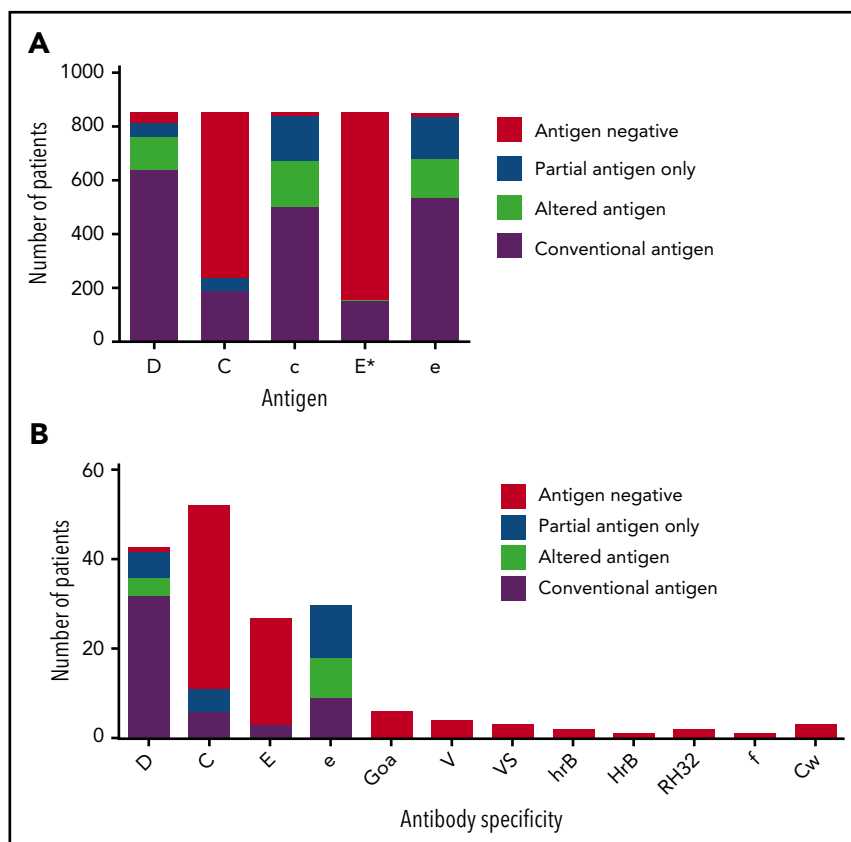 A
Number of patients
1000
800
600
400
200
0
D C c E* e
Antigen
Antigen negative
Partial antigen only
Altered antigen
Conventional antigen
B
Number of patients
60
40
20
0
D C E e Goa V VS hrB HrB RH32 f Cw
Antibody specificity
Antigen negative
Partial antigen only
Altered antigen
Conventional antigen